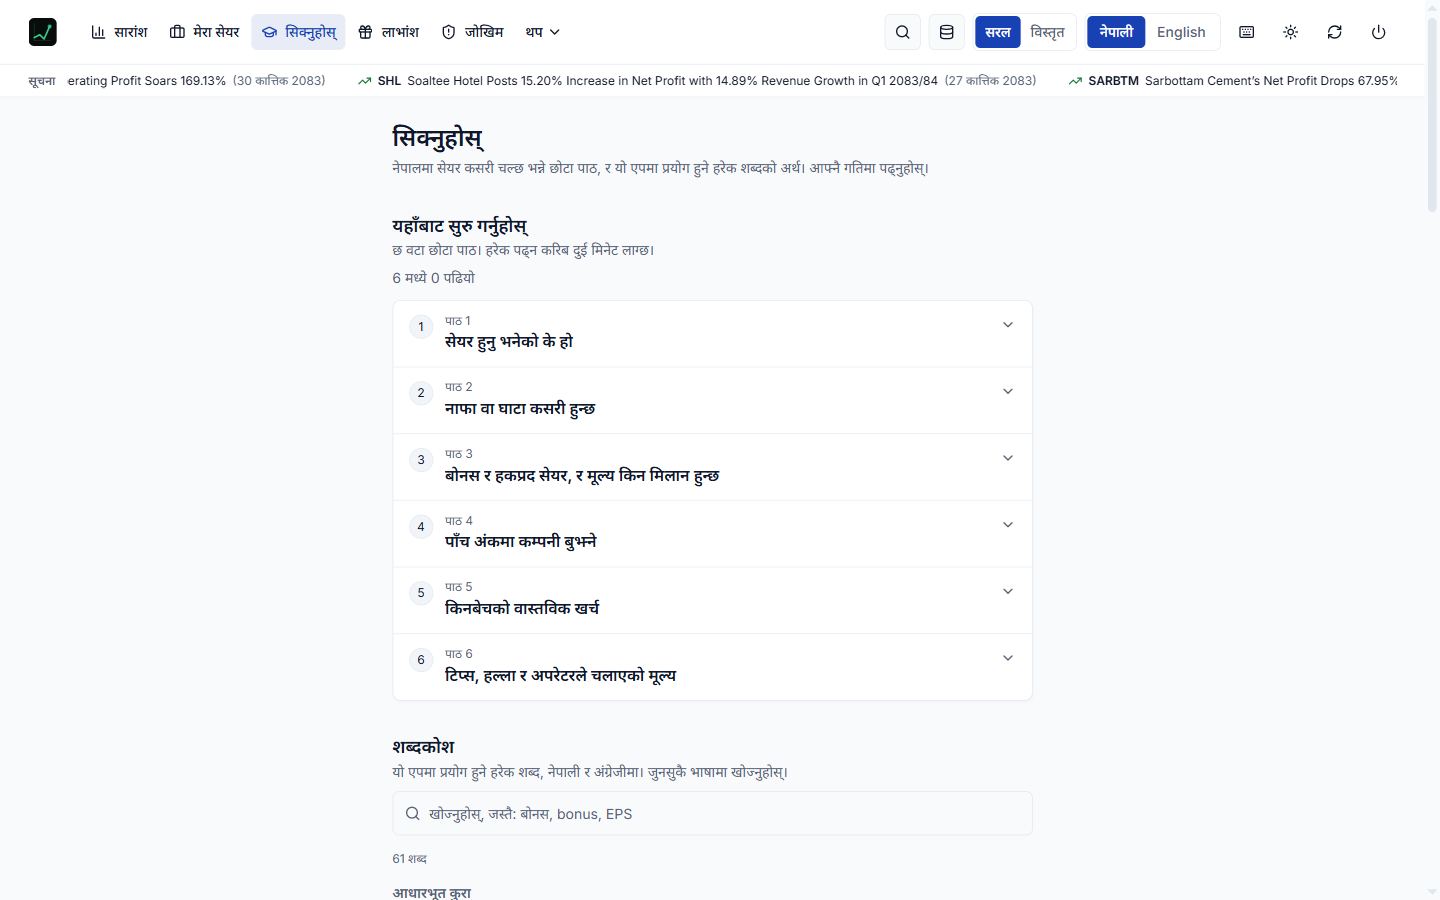 सारांश
मेरा सेयर
सिक्नुहोस्
लाभांश
जोखिम
थप
सरल
विस्तृत
नेपाली
English
सूचना
erating Profit Soars 169.13% (30 कात्तिक 2083)
SHL Soaltee Hotel Posts 15.20% Increase in Net Profit with 14.89% Revenue Growth in Q1 2083/84 (27 कात्तिक 2083)
SARBTM Sarbottam Cement's Net Profit Drops 67.95%
सिक्नुहोस्
नेपालमा सेयर कसरी चल्छ भन्ने छोटा पाठ, र यो एपमा प्रयोग हुने हरेक शब्दको अर्थ। आफ्नै गतिमा पढ्नुहोस्।
यहाँबाट सुरु गर्नुहोस्
छ वटा छोटा पाठ। हरेक पढ्न करिब दुई मिनेट लाग्छ।
6 मध्ये 0 पढियो
1
पाठ 1
सेयर हुनु भनेको के हो
2
पाठ 2
नाफा वा घाटा कसरी हुन्छ
3
पाठ 3
बोनस र हकप्रद सेयर, र मूल्य किन मिलान हुन्छ
4
पाठ 4
पाँच अंकमा कम्पनी बुझ्ने
5
पाठ 5
किनबेचको वास्तविक खर्च
6
पाठ 6
टिप्स, हल्ला र अपरेटरले चलाएको मूल्य
शब्दकोश
यो एपमा प्रयोग हुने हरेक शब्द, नेपाली र अंग्रेजीमा। जुनसुकै भाषामा खोज्नुहोस्।
खोज्नुहोस्, जस्तै: बोनस, bonus, EPS
61 शब्द
आधारभूत कुरा